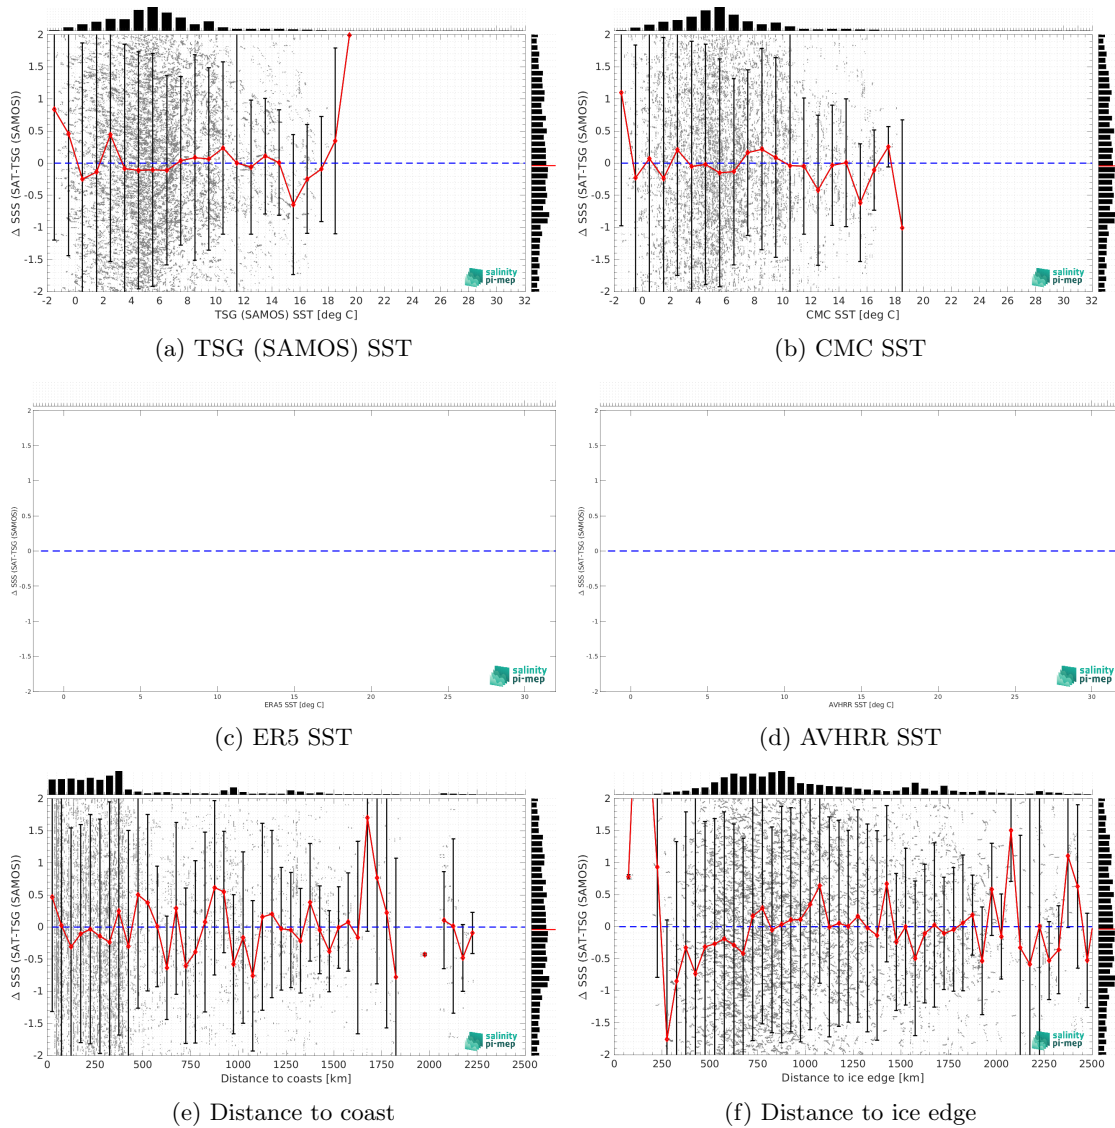 2
1.5
1
0.5
0
-0.5
-1
-1.5
-2
Δ SSS (SAT-TSG (SAMOS))
salinity
pi-mep
-2 0 2 4 6 8 10 12 14 16 18 20 22 24 26 28 30 32
TSG (SAMOS) SST [deg C]
(a) TSG (SAMOS) SST
2
1.5
1
0.5
0
-0.5
-1
-1.5
-2
Δ SSS (SAT-TSG (SAMOS))
salinity
pi-mep
-2 0 2 4 6 8 10 12 14 16 18 20 22 24 26 28 30 32
CMC SST [deg C]
(b) CMC SST
2
1.5
1
0.5
0
-0.5
-1
-1.5
-2
Δ SSS (SAT-TSG (SAMOS))
salinity
pi-mep
0 5 10 15 20 25 30
ERA5 SST [deg C]
(c) ER5 SST
2
1.5
1
0.5
0
-0.5
-1
-1.5
-2
Δ SSS (SAT-TSG (SAMOS))
salinity
pi-mep
0 5 10 15 20 25 30
AVHRR SST [deg C]
(d) AVHRR SST
2
1.5
1
0.5
0
-0.5
-1
-1.5
-2
Δ SSS (SAT-TSG (SAMOS))
salinity
pi-mep
0 250 500 750 1000 1250 1500 1750 2000 2250 2500
Distance to coasts [km]
(e) Distance to coast
2
1.5
1
0.5
0
-0.5
-1
-1.5
-2
Δ SSS (SAT-TSG (SAMOS))
salinity
pi-mep
0 250 500 750 1000 1250 1500 1750 2000 2250 2500
Distance to ice edge [km]
(f) Distance to ice edge